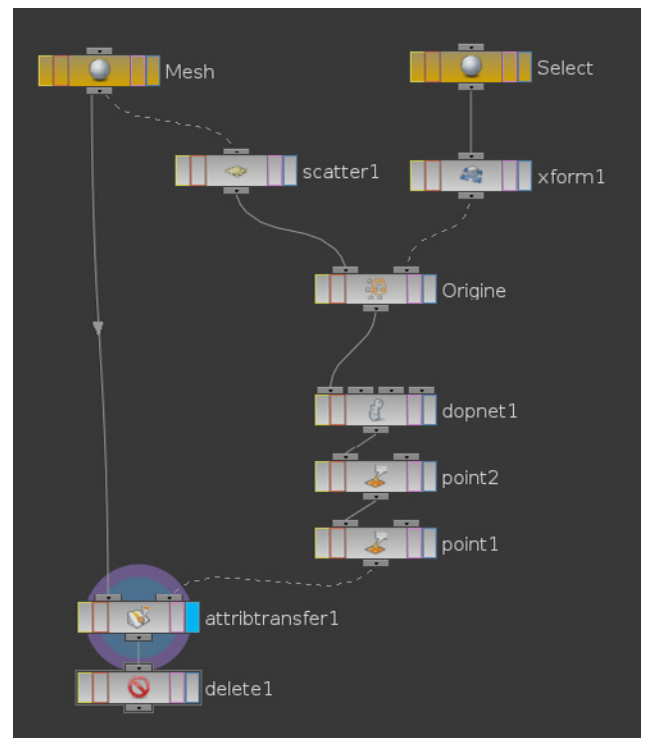 Mesh
Select
scatter1
xform1
Origine
dopnet1
point2
point1
attribtransfer1
delete1